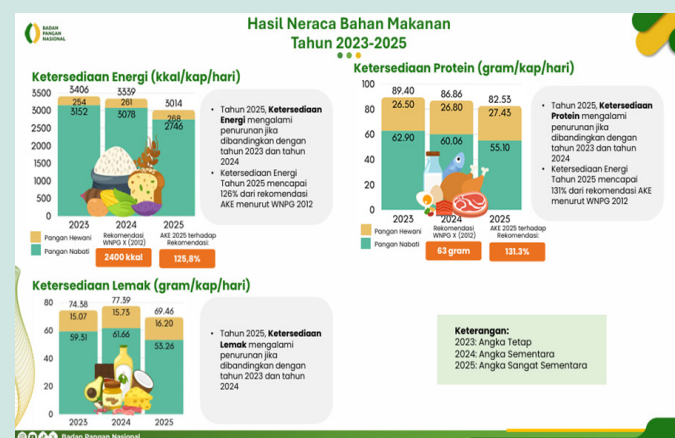 BADAN
PANGAN
NASIONAL
Hasil Neraca Bahan Makanan
Tahun 2023-2025
Ketersediaan Energi (kkal/kap/hari)
3500
3000
2500
2000
1500
1000
500
0
3406
254
3152
3339
261
3078
3014
268
2746
2023
2024
2025
Pangan Hewani
Pangan Nabati
Rekomendasi
WNPG X (2012)
2400 kkal
AKE 2025 terhadap
Rekomendasi:
125,8%
• Tahun 2025, Ketersediaan
Energi mengalami
penurunan jika
dibandingkan dengan
tahun 2023 dan tahun
2024
• Ketersediaan Energi
Tahun 2025 mencapai
126% dari rekomendasi
AKE menurut WNPG 2012
Ketersediaan Protein (gram/kap/hari)
100
80
60
40
20
0
89.40
26.50
62.90
86.86
26.80
60.06
82.53
27.43
55.10
2023
2024
2025
Pangan Hewani
Pangan Nabati
Rekomendasi
WNPG X (2012)
63 gram
AKE 2025 terhadap
Rekomendasi:
131.3%
• Tahun 2025, Ketersediaan
Protein mengalami
penurunan jika
dibandingkan dengan
tahun 2023 dan tahun
2024
• Ketersediaan Energi
Tahun 2025 mencapai
131% dari rekomendasi AKE
menurut WNPG 2012
Ketersediaan Lemak (gram/kap/hari)
80
60
40
20
0
74.38
15.07
59.31
77.39
15.73
61.66
69.46
16.20
53.26
2023
2024
2025
• Tahun 2025, Ketersediaan
Lemak mengalami
penurunan jika
dibandingkan dengan
tahun 2023 dan tahun
2024
Keterangan:
2023: Angka Tetap
2024: Angka Sementara
2025: Angka Sangat Sementara
Badan Pangan Nasional